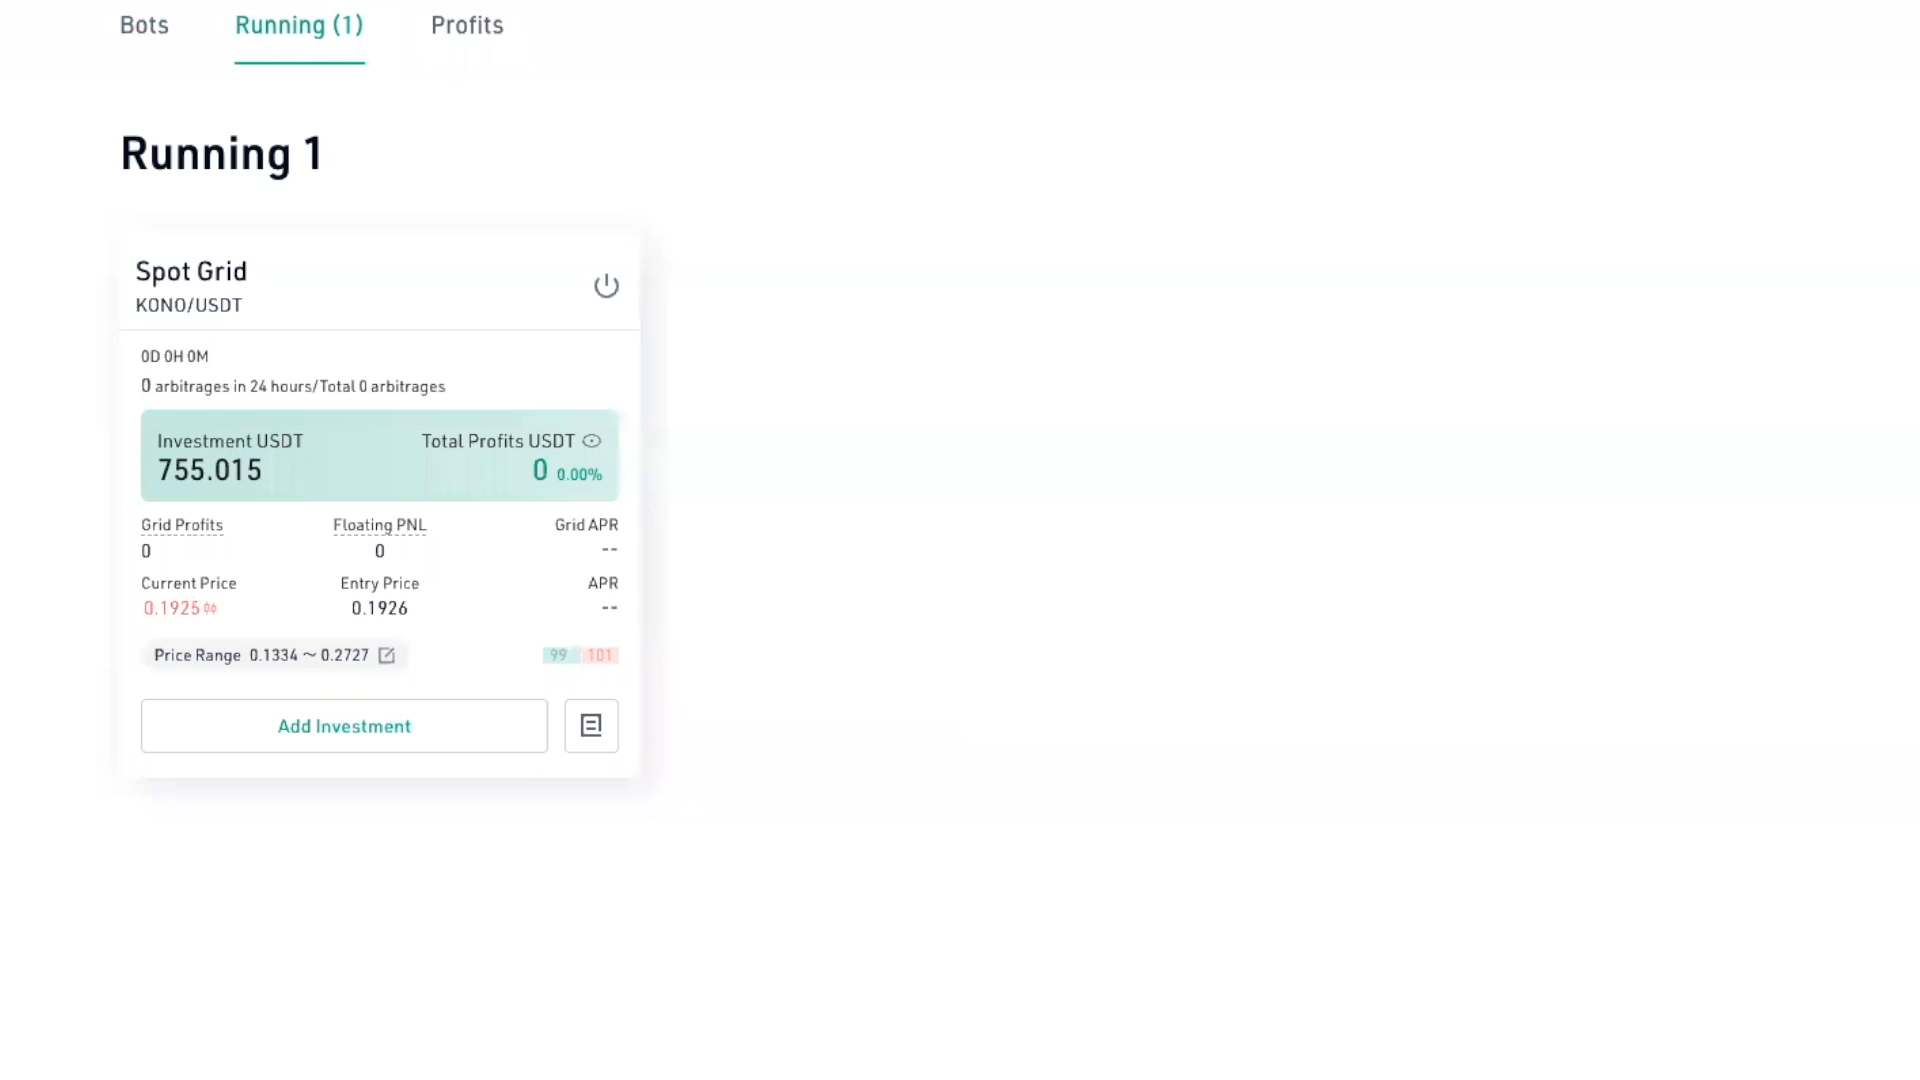 Bots Running (1) Profits
Running 1
Spot Grid
KONO/USDT
0D 0H 0M
0 arbitrages in 24 hours/Total 0 arbitrages
Investment USDT Total Profits USDT
755.015 0 0.00%
Grid Profits Floating PNL Grid APR
0 0 --
Current Price Entry Price APR
0.1925 0.1926 --
Price Range 0.1334 ~ 0.2727 99 101
Add Investment